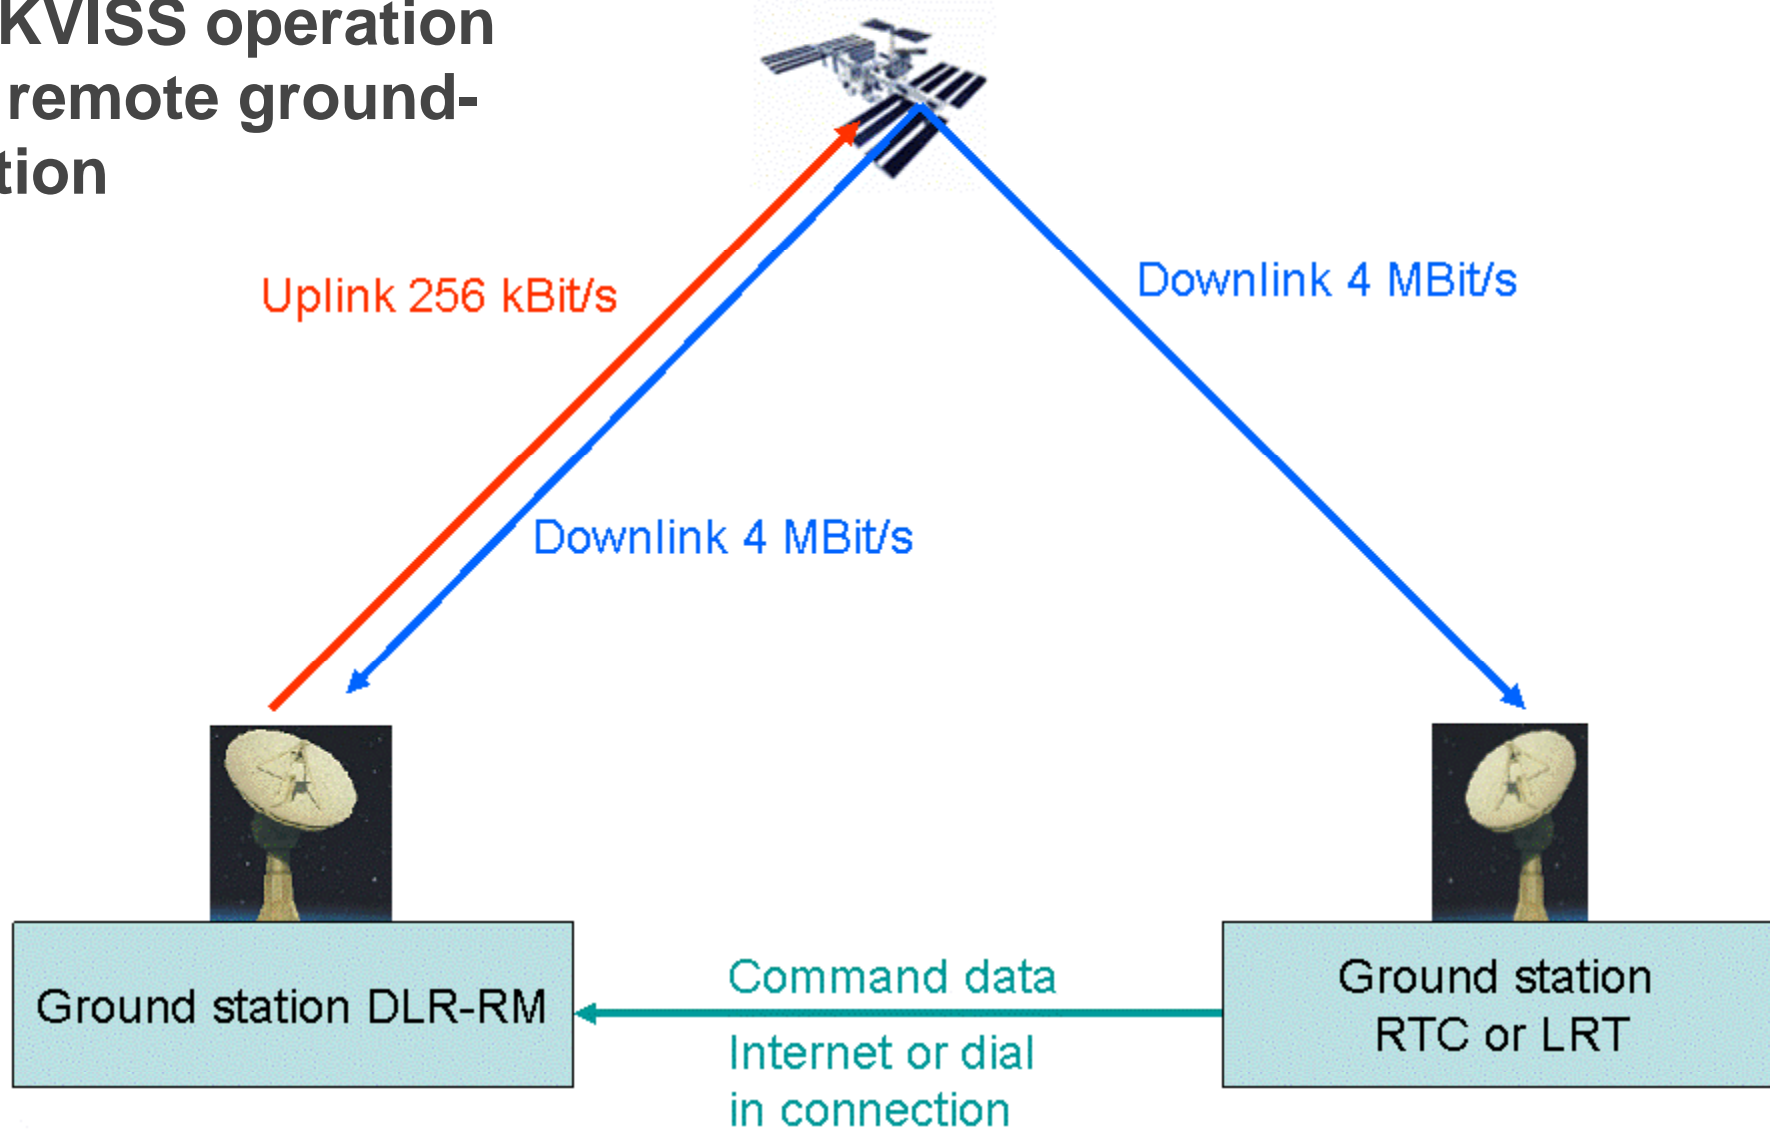 KVISS operation
remote ground-
tion
Uplink 256 kBit/s
Downlink 4 MBit/s
Downlink 4 MBit/s
Ground station DLR-RM
Command data
Internet or dial
in connection
Ground station
RTC or LRT